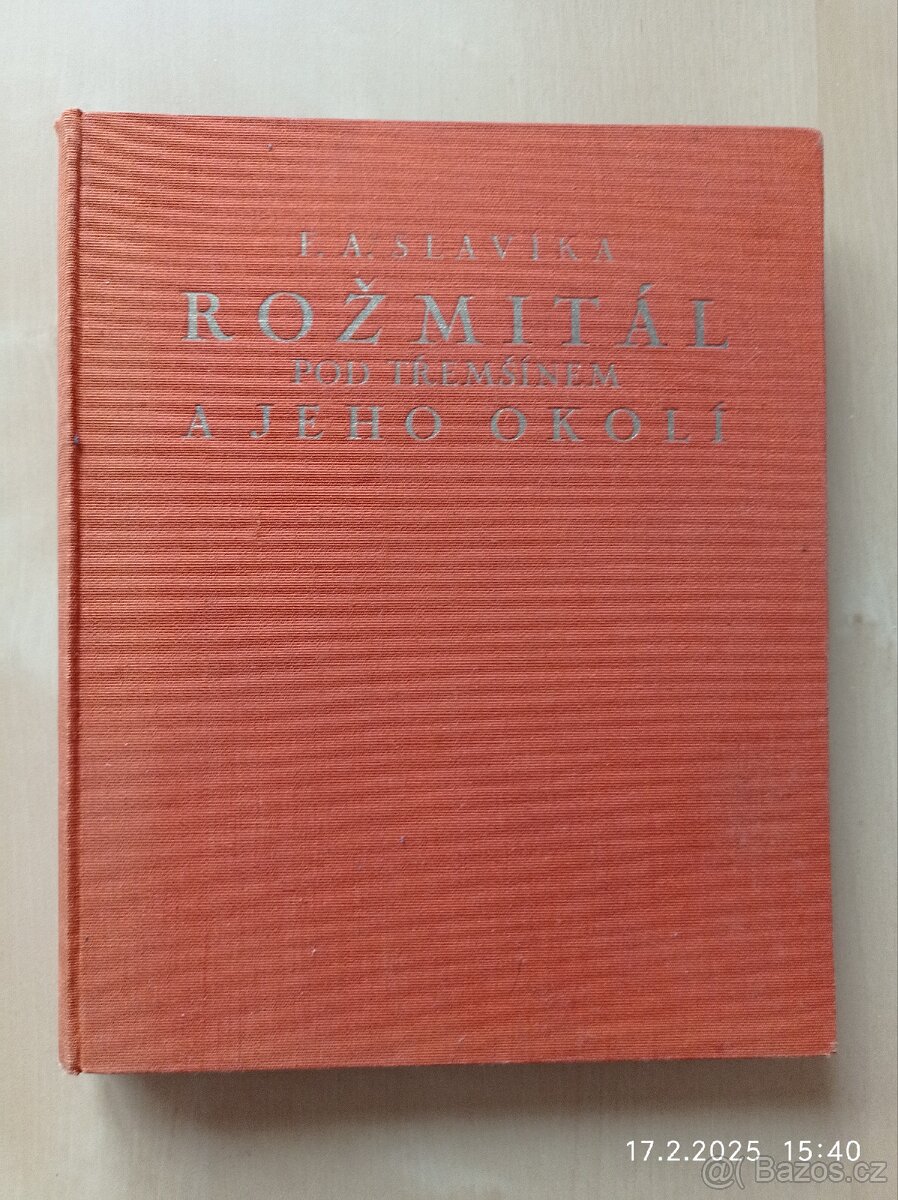 F. A. SLAVÍKA
ROŽMITÁL
POD TŘEMŠÍNEM
A JEHO OKOLÍ
17.2.2025 15:40
@ Bazos.cz